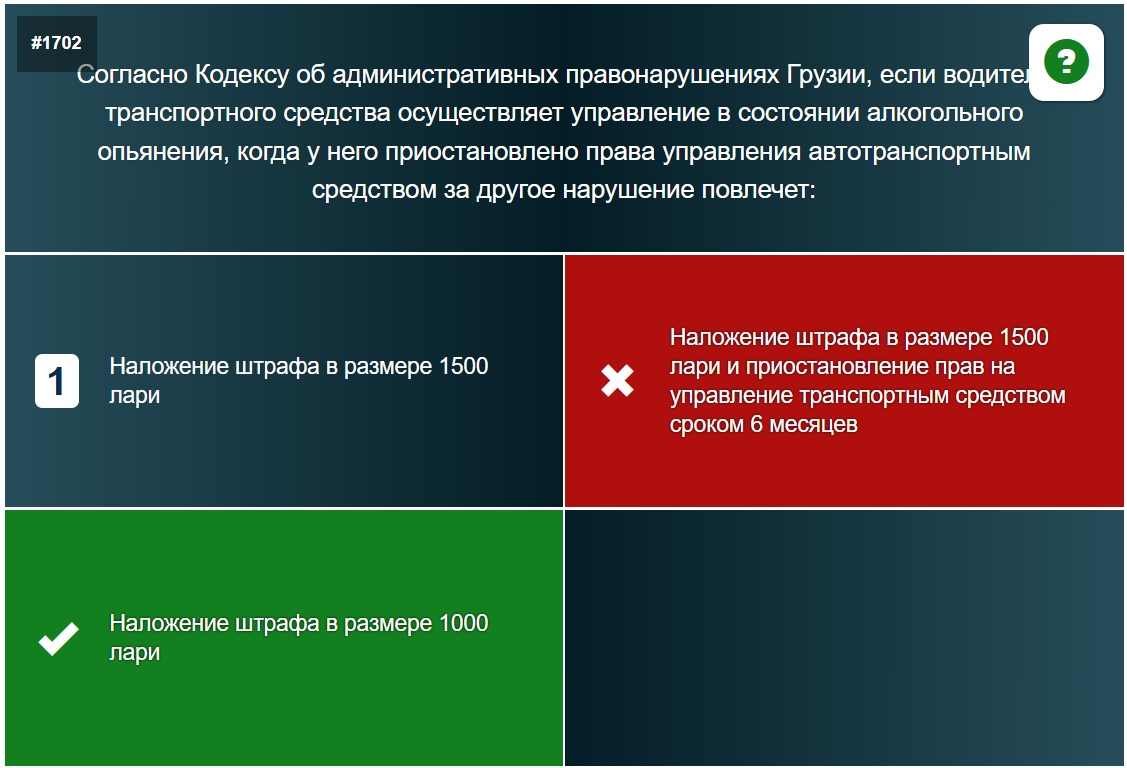 #1702
Согласно Кодексу об административных правонарушениях Грузии, если водител
транспортного средства осуществляет управление в состоянии алкогольного
опьянения, когда у него приостановлено права управления автотранспортным
средством за другое нарушение повлечет:
1
Наложение штрафа в размере 1500
лари
Наложение штрафа в размере 1500
лари и приостановление прав на
управление транспортным средством
сроком 6 месяцев
Наложение штрафа в размере 1000
лари